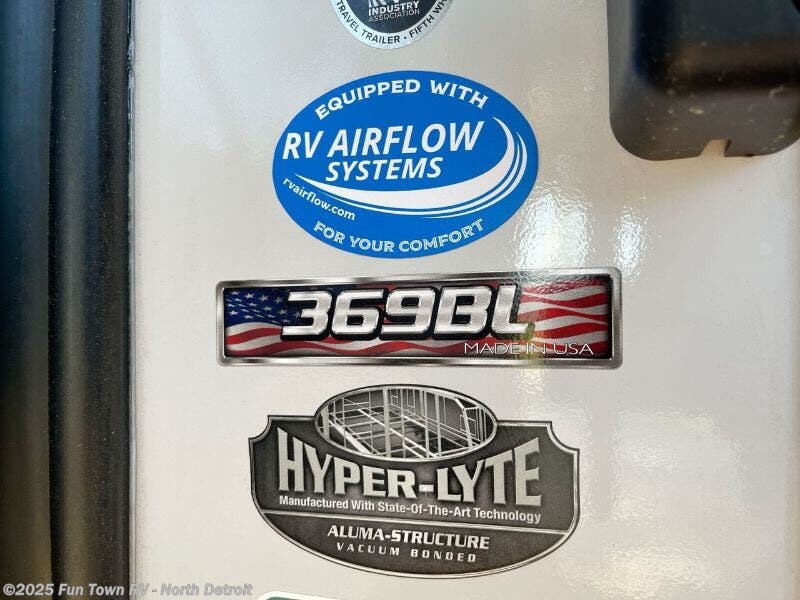 INDUSTRY
ASSOCIATION
TRAVEL TRAILER • FIFTH
EQUIPPED WITH
RV AIRFLOW
SYSTEMS
rvairflow.com
FOR YOUR COMFORT
369BL
MADE IN USA
HYPER-LYTE
Manufactured With State-Of-The-Art Technology
ALUMA-STRUCTURE
VACUUM BONDED
©2025 Fun Town RV - North Detroit